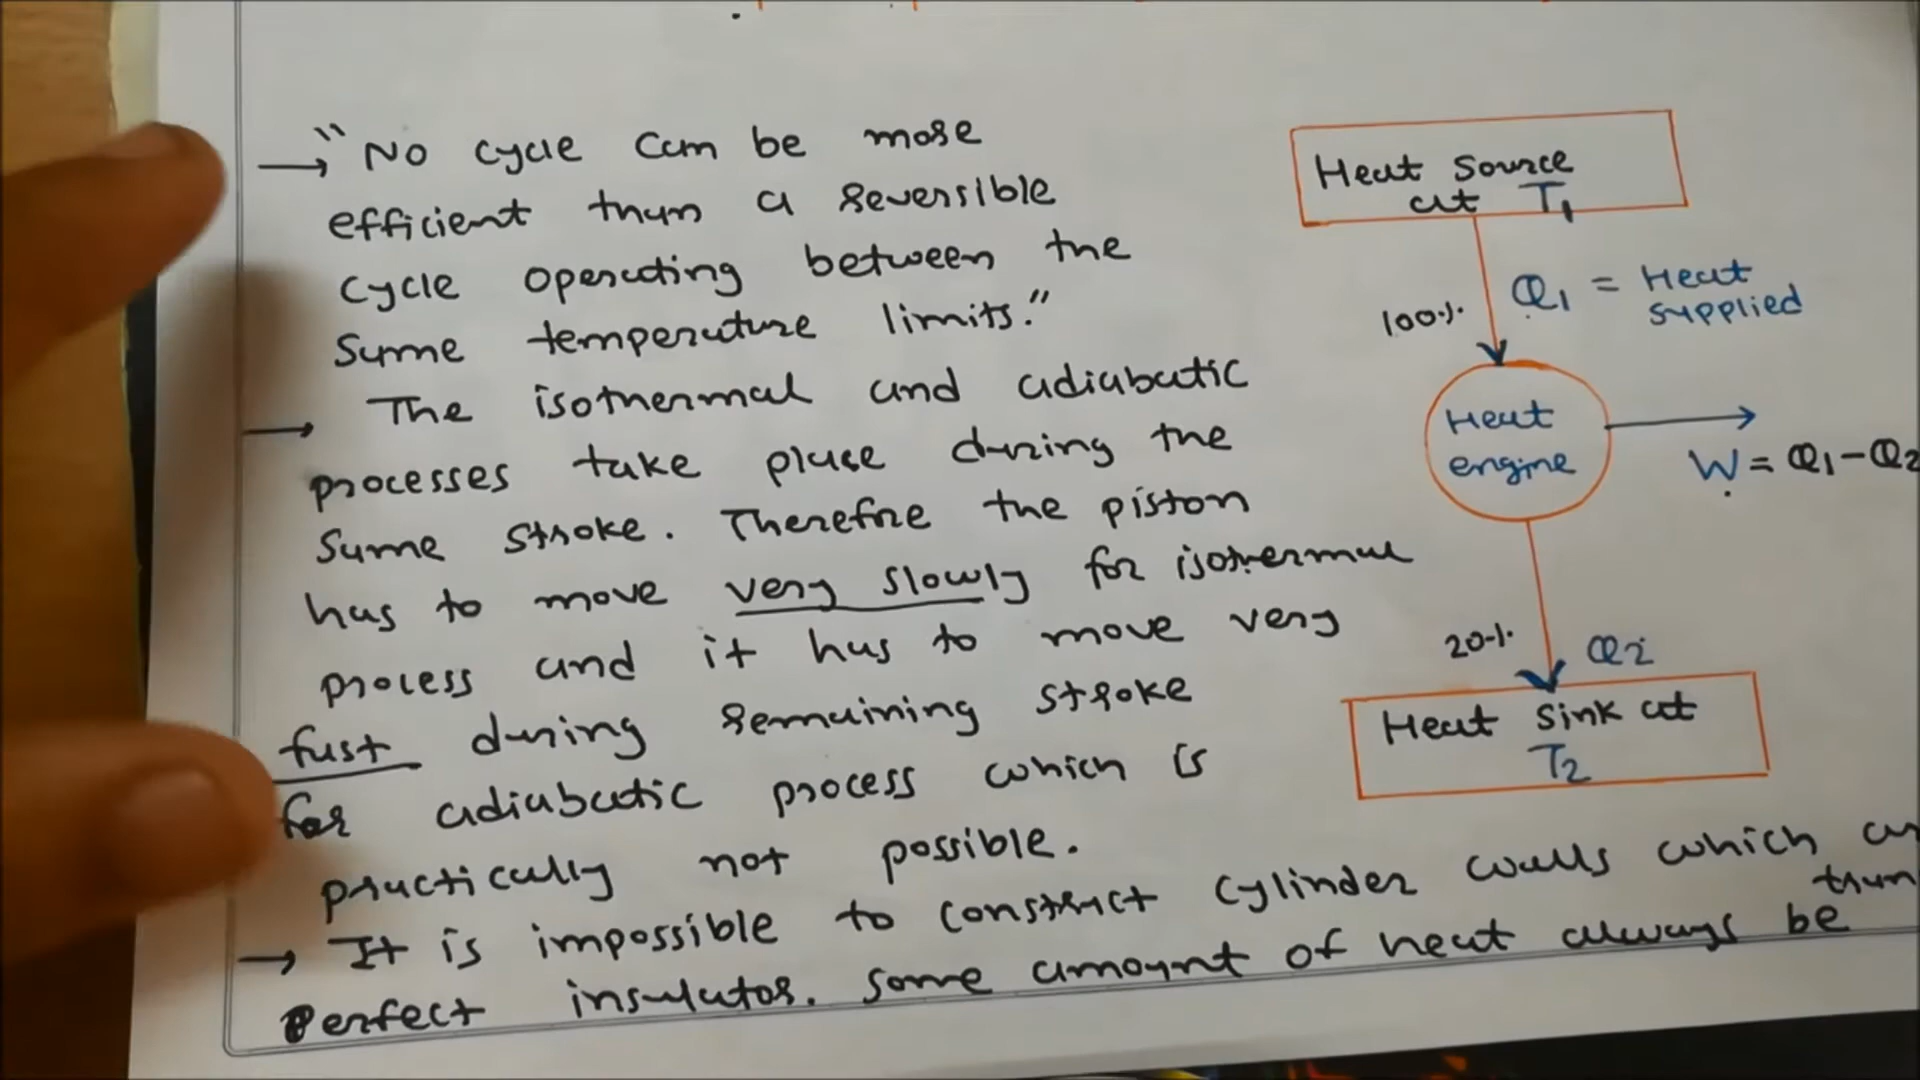 → "No cycle can be more
efficient than a reversible
cycle operating between the
same temperature limits."
→ The isothermal and adiabatic
processes take place during the
same stroke. Therefore the piston
has to move very slowly for isothermal
process and it has to move very
fast during remaining stroke
for adiabatic process which is
practically not possible.
→ It is impossible to construct cylinder walls which
perfect insulator. Some amount of heat always be
Heat Source
at T1
100%
Q1 = Heat
supplied
Heat
engine
W = Q1-Q2
20%
Q2
Heat sink at
T2